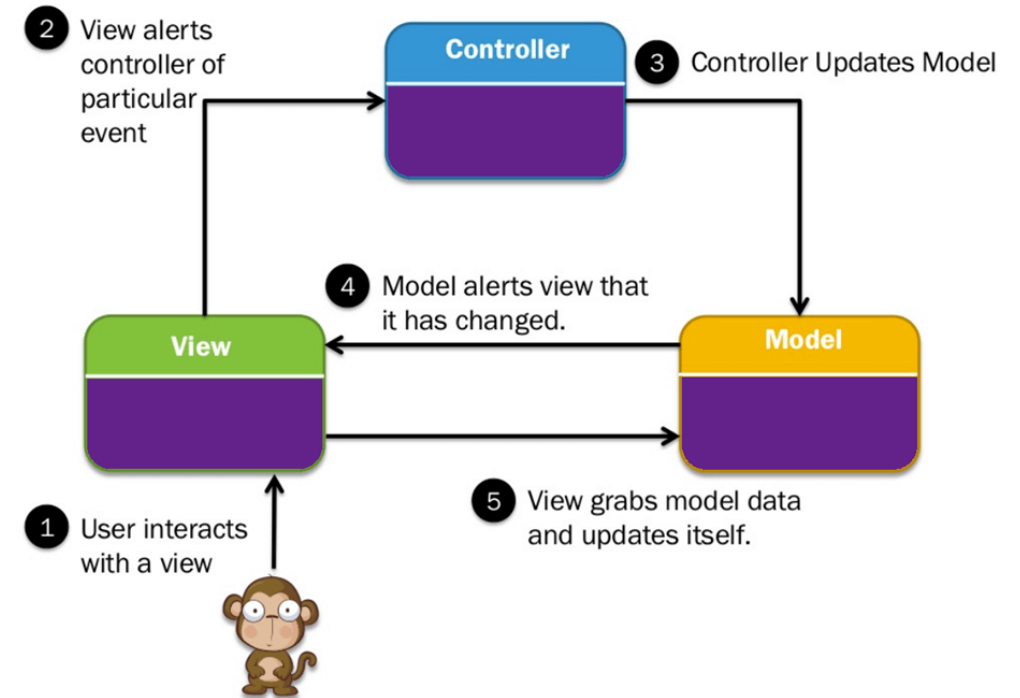 2 View alerts
controller of
particular
event
Controller
3 Controller Updates Model
4 Model alerts view that
it has changed.
View
Model
5 View grabs model data
and updates itself.
1 User interacts
with a view